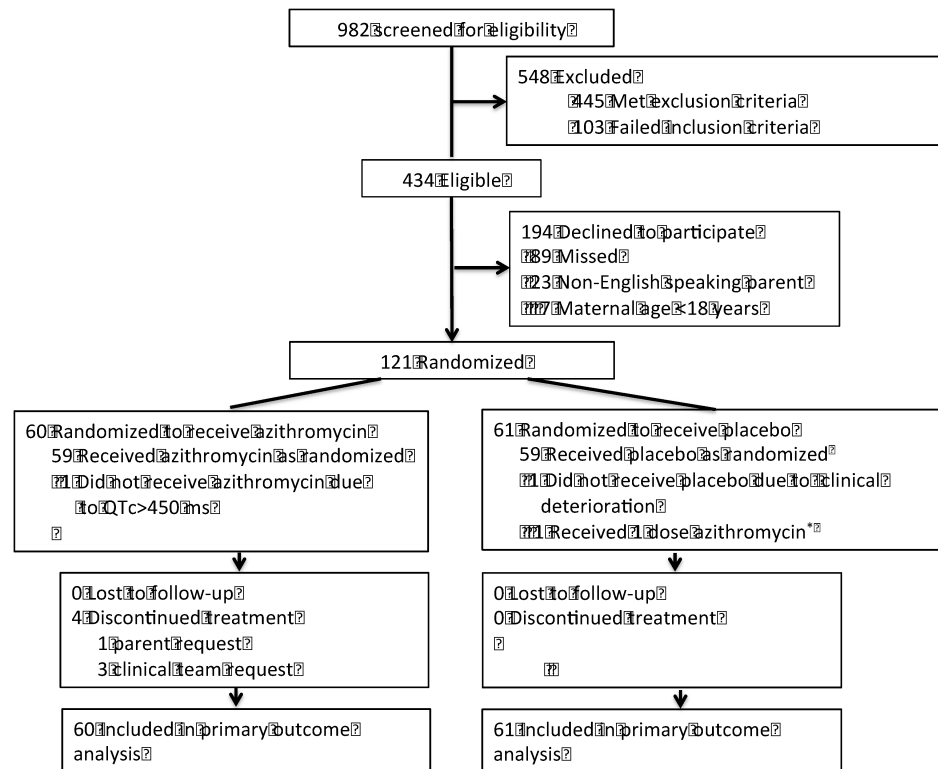 982 screened for eligibility
548 Excluded
445 Met exclusion criteria
103 Failed inclusion criteria
434 Eligible
194 Declined to participate
89 Missed
23 Non-English speaking parent
7 Maternal age <18 years
121 Randomized
60 Randomized to receive azithromycin
59 Received azithromycin as randomized
1 Did not receive azithromycin due
to QTc>450 ms
61 Randomized to receive placebo
59 Received placebo as randomized
1 Did not receive placebo due to clinical
deterioration
1 Received 1 dose azithromycin*
0 Lost to follow-up
4 Discontinued treatment
1 parent request
3 clinical team request
0 Lost to follow-up
0 Discontinued treatment
60 Included in primary outcome
analysis
61 Included in primary outcome
analysis